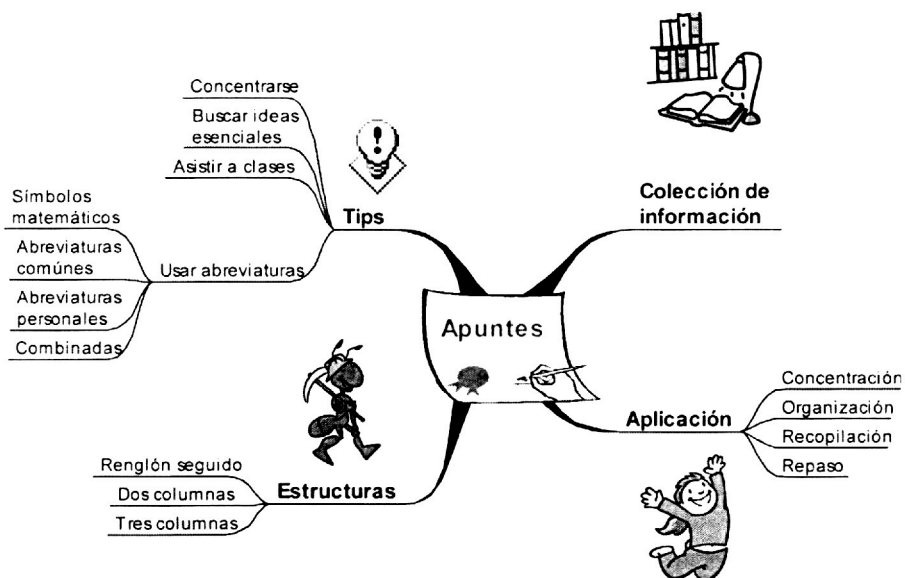 Concentrarse
Buscar ideas
esenciales
Asistir a clases
Tips
Símbolos
matemáticos
Abreviaturas
comúnes
Abreviaturas
personales
Combinadas
Usar abreviaturas
Colección de
información
Apuntes
Aplicación
Concentración
Organización
Recopilación
Repaso
Renglón seguido
Dos columnas
Tres columnas
Estructuras